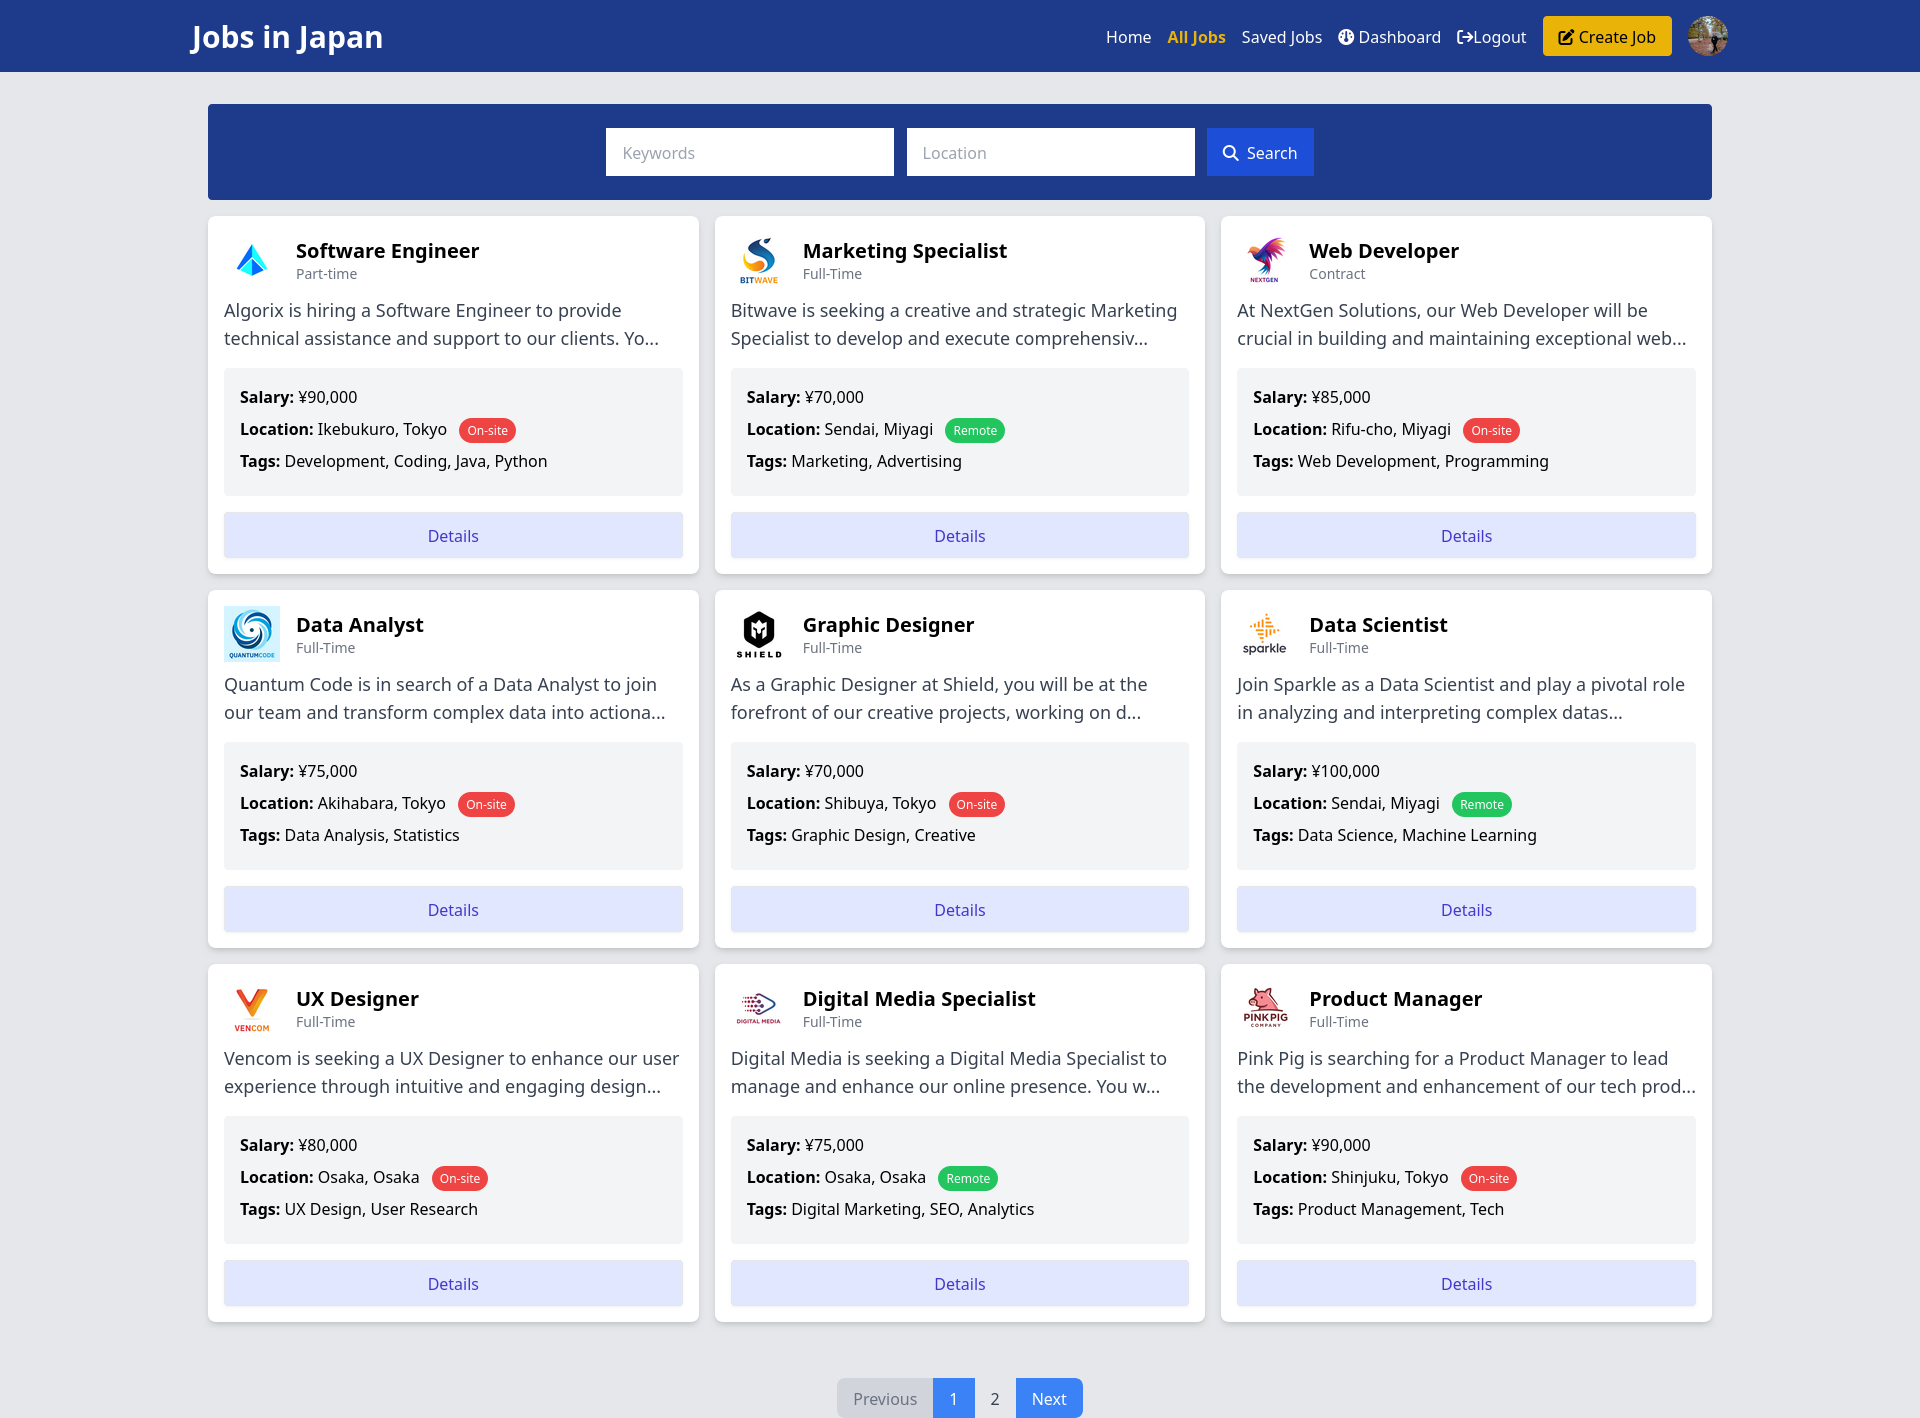 Jobs in Japan
Home All Jobs Saved Jobs Dashboard Logout Create Job
Keywords Location Search
Software Engineer
Part-time
Algorix is hiring a Software Engineer to provide
technical assistance and support to our clients. Yo...
Salary: ¥90,000
Location: Ikebukuro, Tokyo On-site
Tags: Development, Coding, Java, Python
Details
BITWAVE
Marketing Specialist
Full-Time
Bitwave is seeking a creative and strategic Marketing
Specialist to develop and execute comprehensiv...
Salary: ¥70,000
Location: Sendai, Miyagi Remote
Tags: Marketing, Advertising
Details
NEXTGEN
Web Developer
Contract
At NextGen Solutions, our Web Developer will be
crucial in building and maintaining exceptional web...
Salary: ¥85,000
Location: Rifu-cho, Miyagi On-site
Tags: Web Development, Programming
Details
QUANTUMCODE
Data Analyst
Full-Time
Quantum Code is in search of a Data Analyst to join
our team and transform complex data into actiona...
Salary: ¥75,000
Location: Akihabara, Tokyo On-site
Tags: Data Analysis, Statistics
Details
SHIELD
Graphic Designer
Full-Time
As a Graphic Designer at Shield, you will be at the
forefront of our creative projects, working on d...
Salary: ¥70,000
Location: Shibuya, Tokyo On-site
Tags: Graphic Design, Creative
Details
sparkle
Data Scientist
Full-Time
Join Sparkle as a Data Scientist and play a pivotal role
in analyzing and interpreting complex datas...
Salary: ¥100,000
Location: Sendai, Miyagi Remote
Tags: Data Science, Machine Learning
Details
VENCOM
UX Designer
Full-Time
Vencom is seeking a UX Designer to enhance our user
experience through intuitive and engaging design...
Salary: ¥80,000
Location: Osaka, Osaka On-site
Tags: UX Design, User Research
Details
DIGITAL MEDIA
Digital Media Specialist
Full-Time
Digital Media is seeking a Digital Media Specialist to
manage and enhance our online presence. You w...
Salary: ¥75,000
Location: Osaka, Osaka Remote
Tags: Digital Marketing, SEO, Analytics
Details
PINKPIG
COMPANY
Product Manager
Full-Time
Pink Pig is searching for a Product Manager to lead
the development and enhancement of our tech prod...
Salary: ¥90,000
Location: Shinjuku, Tokyo On-site
Tags: Product Management, Tech
Details
Previous 1 2 Next